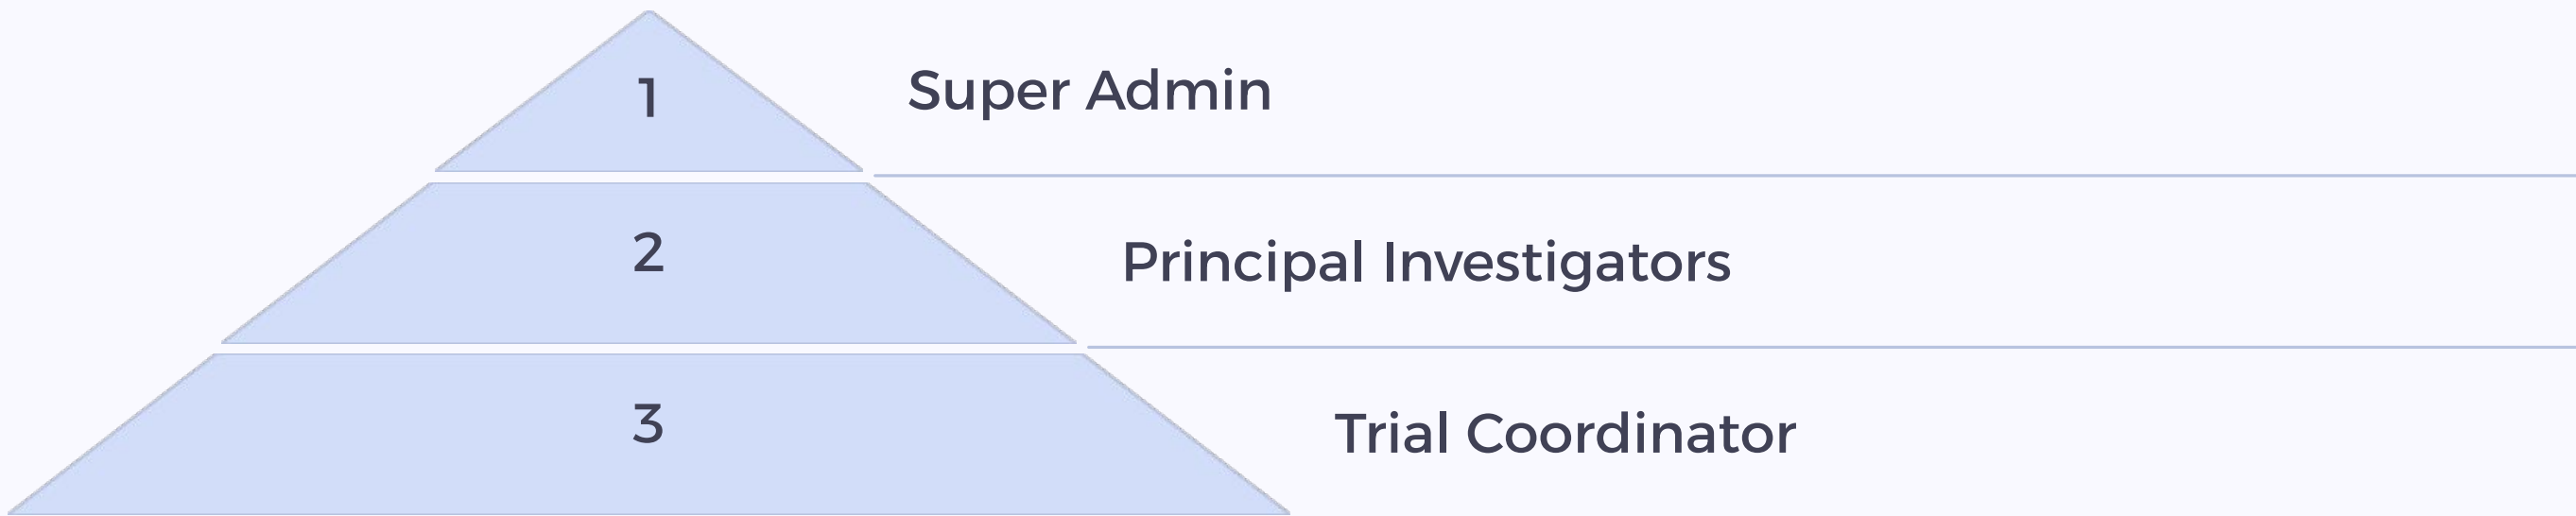 1
Super Admin
2
Principal Investigators
3
Trial Coordinator